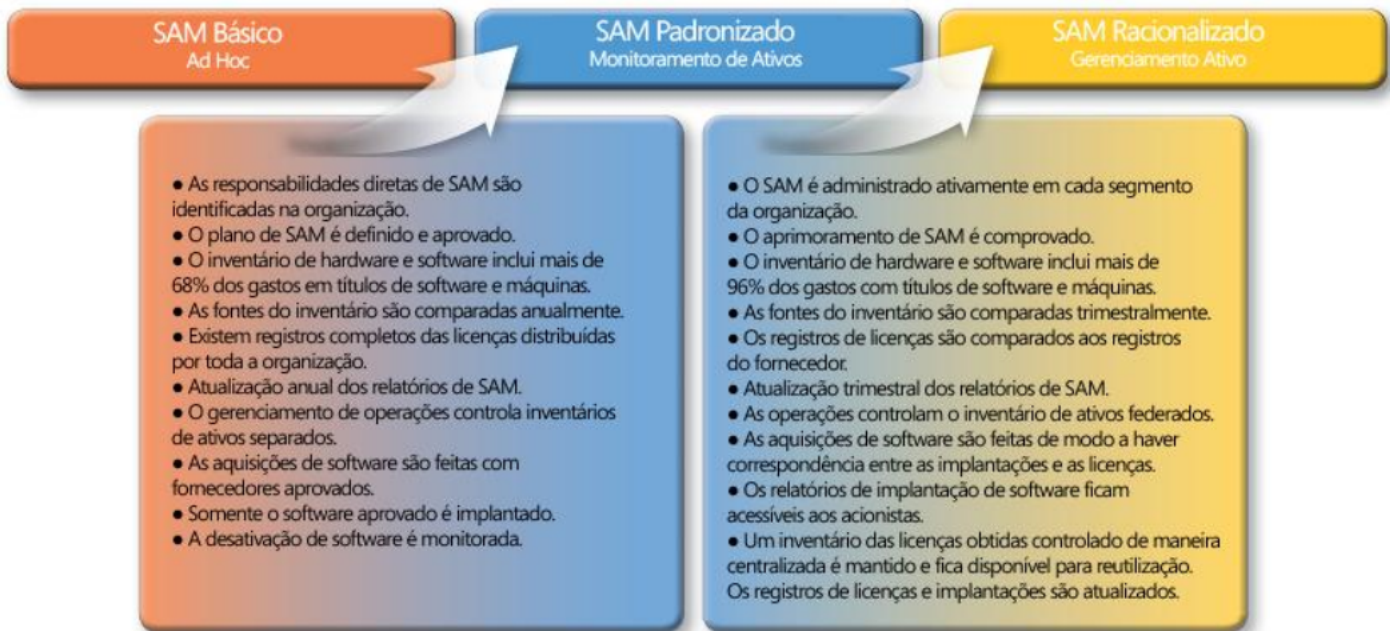 SAM Básico
Ad Hoc
SAM Padronizado
Monitoramento de Ativos
SAM Racionalizado
Gerenciamento Ativo
● As responsabilidades diretas de SAM são
identificadas na organização.
● O plano de SAM é definido e aprovado.
● O inventário de hardware e software inclui mais de
68% dos gastos em títulos de software e máquinas.
● As fontes do inventário são comparadas anualmente.
● Existem registros completos das licenças distribuídas
por toda a organização.
● Atualização anual dos relatórios de SAM.
● O gerenciamento de operações controla inventários
de ativos separados.
● As aquisições de software são feitas com
fornecedores aprovados.
● Somente o software aprovado é implantado.
● A desativação de software é monitorada.
● O SAM é administrado ativamente em cada segmento
da organização.
● O aprimoramento de SAM é comprovado.
● O inventário de hardware e software inclui mais de
96% dos gastos com títulos de software e máquinas.
● As fontes do inventário são comparadas trimestralmente.
● Os registros de licenças são comparados aos registros
do fornecedor.
● Atualização trimestral dos relatórios de SAM.
● As operações controlam o inventário de ativos federados.
● As aquisições de software são feitas de modo a haver
correspondência entre as implantações e as licenças.
● Os relatórios de implantação de software ficam
acessíveis aos acionistas.
● Um inventário das licenças obtidas controlado de maneira
centralizada é mantido e fica disponível para reutilização.
Os registros de licenças e implantações são atualizados.